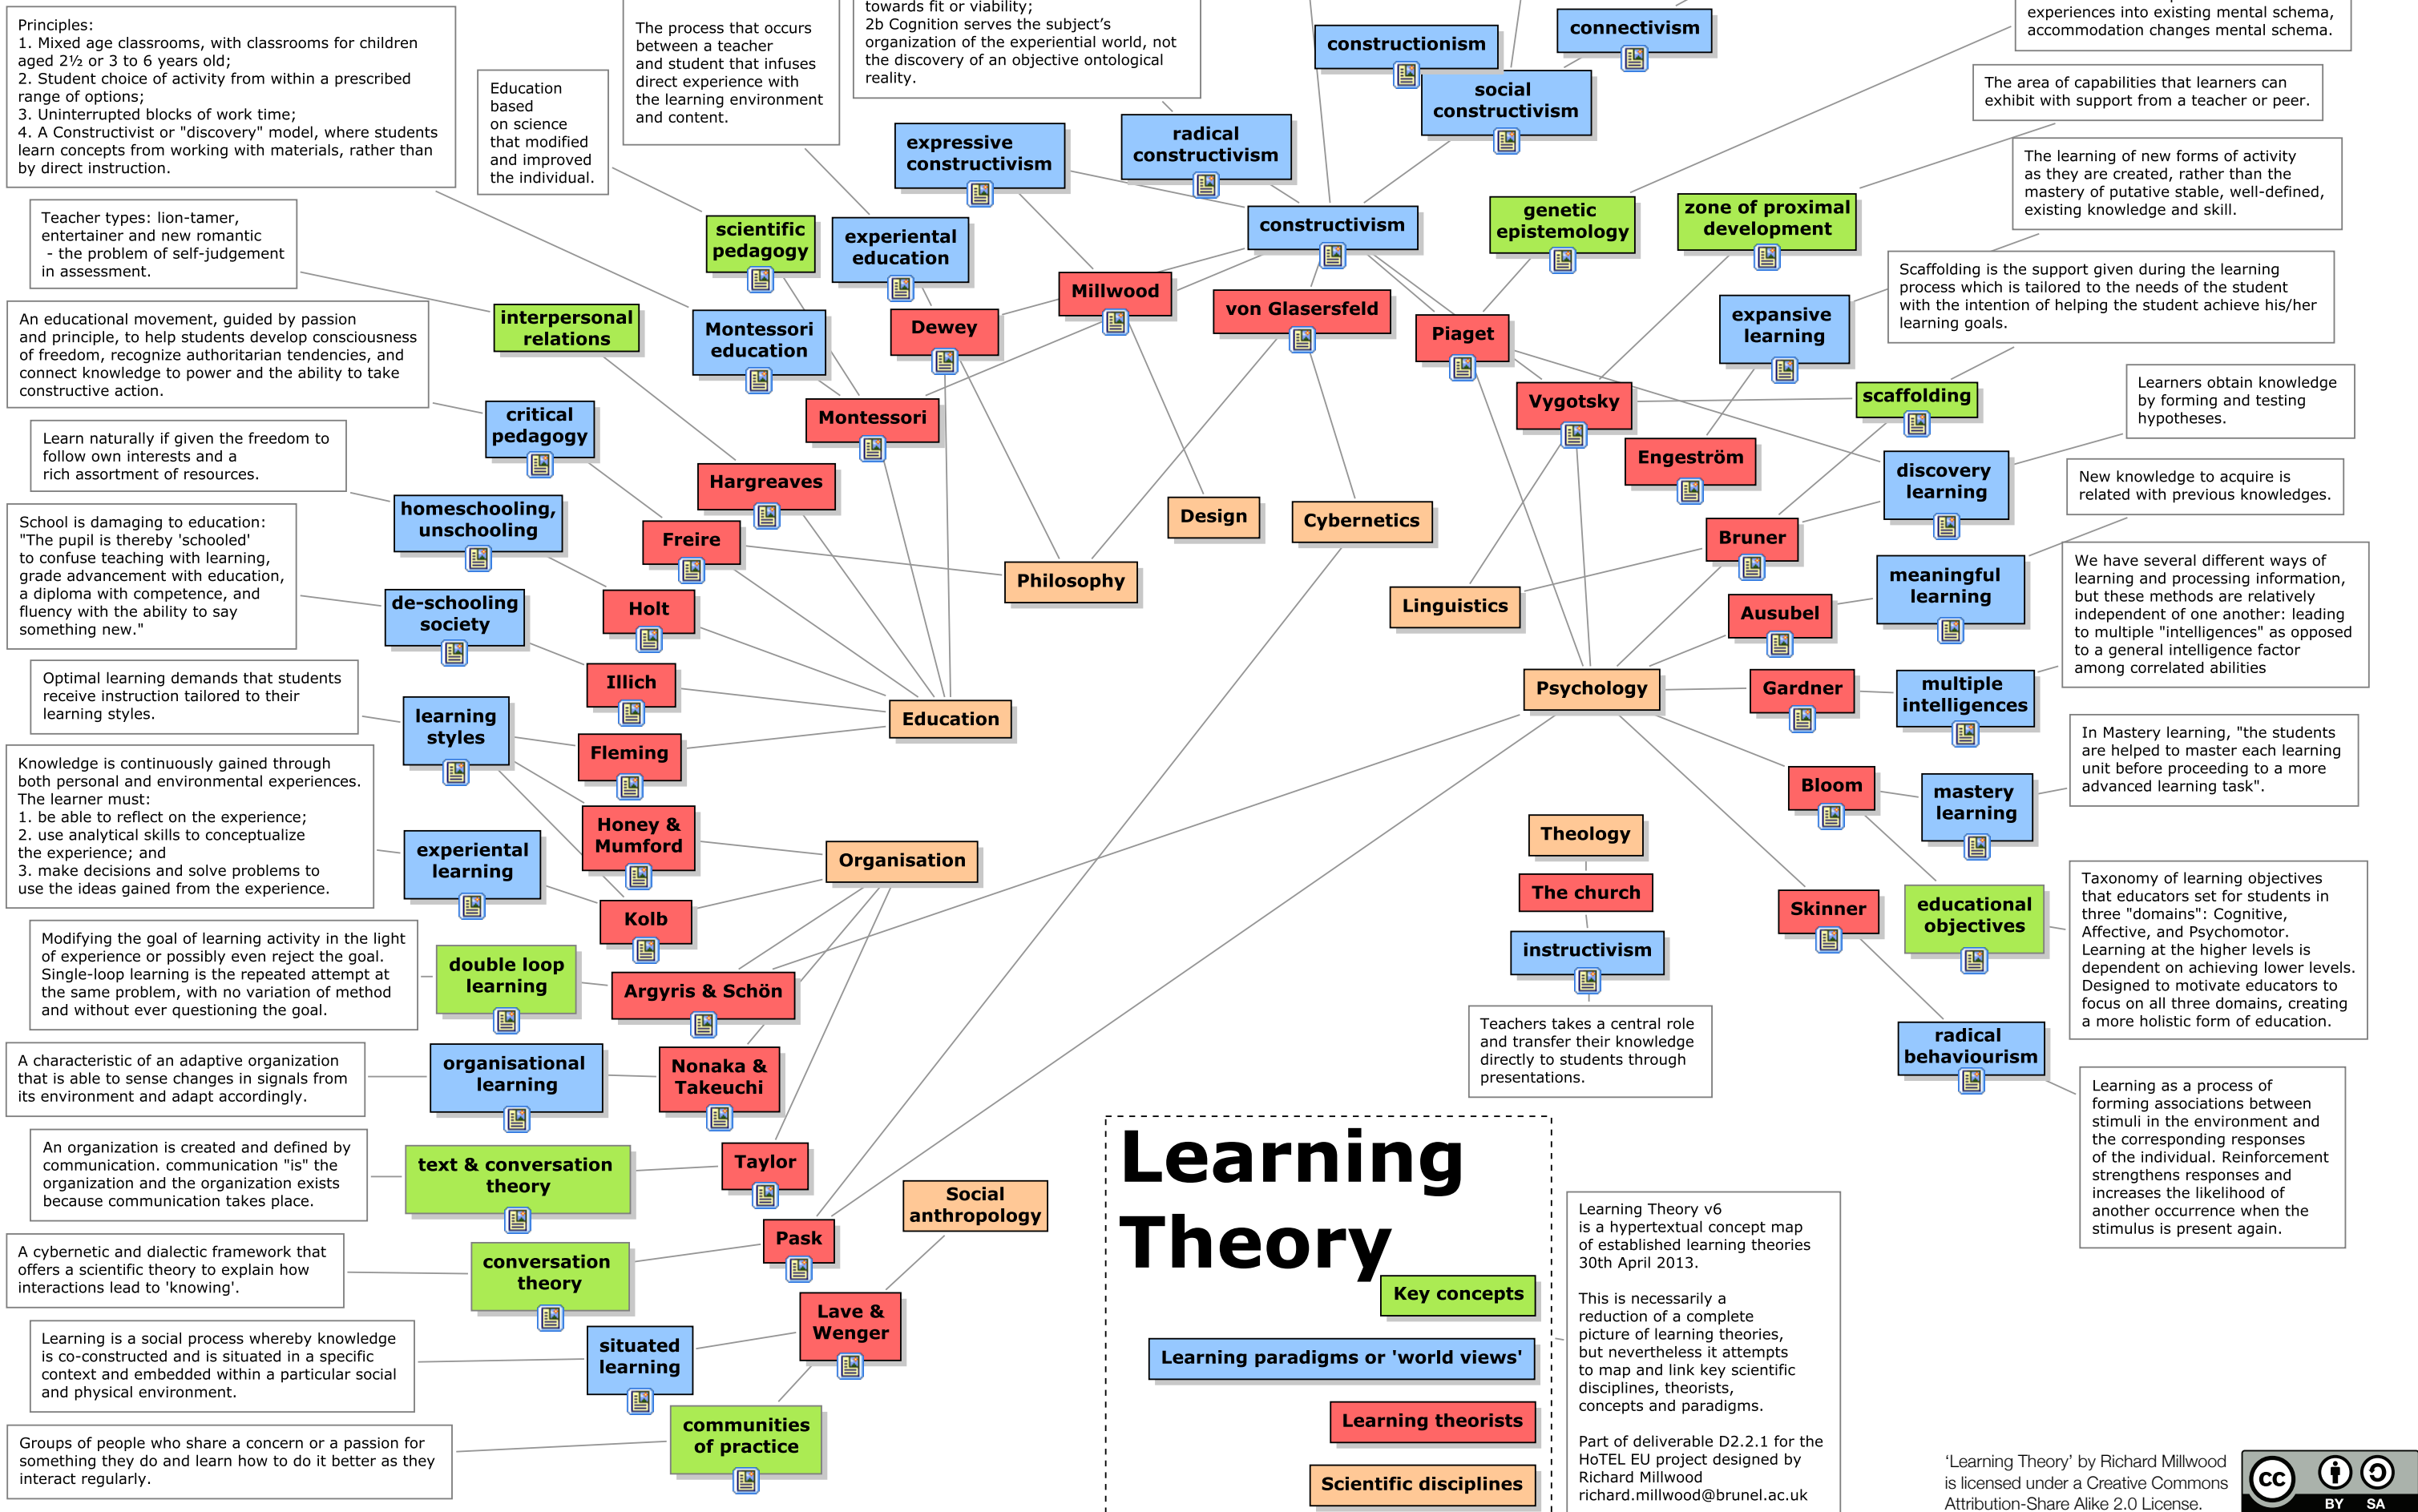 Principles:
1. Mixed age classrooms, with classrooms for children
aged 2½ or 3 to 6 years old;
2. Student choice of activity from within a prescribed
range of options;
3. Uninterrupted blocks of work time;
4. A Constructivist or "discovery" model, where students
learn concepts from working with materials, rather than
by direct instruction.
Education
based
on science
that modified
and improved
the individual.
The process that occurs
between a teacher
and student that infuses
direct experience with
the learning environment
and content.
towards fit or viability;
2b Cognition serves the subject's
organization of the experiential world, not
the discovery of an objective ontological
reality.
constructionism
connectivism
social
constructivism
experiences into existing mental schema,
accommodation changes mental schema.
The area of capabilities that learners can
exhibit with support from a teacher or peer.
The learning of new forms of activity
as they are created, rather than the
mastery of putative stable, well-defined,
existing knowledge and skill.
Scaffolding is the support given during the learning
process which is tailored to the needs of the student
with the intention of helping the student achieve his/her
learning goals.
expressive
constructivism
radical
constructivism
constructivism
genetic
epistemology
zone of proximal
development
Teacher types: lion-tamer,
entertainer and new romantic
- the problem of self-judgement
in assessment.
scientific
pedagogy
experiental
education
Millwood
von Glasersfeld
Piaget
expansive
learning
An educational movement, guided by passion
and principle, to help students develop consciousness
of freedom, recognize authoritarian tendencies, and
connect knowledge to power and the ability to take
constructive action.
interpersonal
relations
Montessori
education
Dewey
Montessori
Vygotsky
scaffolding
Learners obtain knowledge
by forming and testing
hypotheses.
critical
pedagogy
Learn naturally if given the freedom to
follow own interests and a
rich assortment of resources.
Hargreaves
Engeström
discovery
learning
New knowledge to acquire is
related with previous knowledges.
homeschooling,
unschooling
Freire
Design
Cybernetics
Bruner
School is damaging to education:
"The pupil is thereby 'schooled'
to confuse teaching with learning,
grade advancement with education,
a diploma with competence, and
fluency with the ability to say
something new."
Philosophy
Linguistics
meaningful
learning
We have several different ways of
learning and processing information,
but these methods are relatively
independent of one another: leading
to multiple "intelligences" as opposed
to a general intelligence factor
among correlated abilities
de-schooling
society
Holt
Ausubel
Optimal learning demands that students
receive instruction tailored to their
learning styles.
Illich
Education
Psychology
Gardner
multiple
intelligences
learning
styles
Fleming
In Mastery learning, "the students
are helped to master each learning
unit before proceeding to a more
advanced learning task".
Knowledge is continuously gained through
both personal and environmental experiences.
The learner must:
1. be able to reflect on the experience;
2. use analytical skills to conceptualize
the experience; and
3. make decisions and solve problems to
use the ideas gained from the experience.
Bloom
mastery
learning
Honey &
Mumford
Organisation
Theology
experiental
learning
Kolb
The church
Skinner
educational
objectives
Taxonomy of learning objectives
that educators set for students in
three "domains": Cognitive,
Affective, and Psychomotor.
Learning at the higher levels is
dependent on achieving lower levels.
Designed to motivate educators to
focus on all three domains, creating
a more holistic form of education.
instructivism
Modifying the goal of learning activity in the light
of experience or possibly even reject the goal.
Single-loop learning is the repeated attempt at
the same problem, with no variation of method
and without ever questioning the goal.
double loop
learning
Argyris & Schön
Teachers takes a central role
and transfer their knowledge
directly to students through
presentations.
radical
behaviourism
A characteristic of an adaptive organization
that is able to sense changes in signals from
its environment and adapt accordingly.
organisational
learning
Nonaka &
Takeuchi
Learning as a process of
forming associations between
stimuli in the environment and
the corresponding responses
of the individual. Reinforcement
strengthens responses and
increases the likelihood of
another occurrence when the
stimulus is present again.
An organization is created and defined by
communication. communication "is" the
organization and the organization exists
because communication takes place.
text & conversation
theory
Taylor
Social
anthropology
Learning
Theory
A cybernetic and dialectic framework that
offers a scientific theory to explain how
interactions lead to 'knowing'.
conversation
theory
Pask
Key concepts
Learning paradigms or 'world views'
Learning theorists
Scientific disciplines
Learning Theory v6
is a hypertextual concept map
of established learning theories
30th April 2013.
This is necessarily a
reduction of a complete
picture of learning theories,
but nevertheless it attempts
to map and link key scientific
disciplines, theorists,
concepts and paradigms.
Part of deliverable D2.2.1 for the
HoTEL EU project designed by
Richard Millwood
richard.millwood@brunel.ac.uk
Learning is a social process whereby knowledge
is co-constructed and is situated in a specific
context and embedded within a particular social
and physical environment.
situated
learning
Lave &
Wenger
Groups of people who share a concern or a passion for
something they do and learn how to do it better as they
interact regularly.
communities
of practice
'Learning Theory' by Richard Millwood
is licensed under a Creative Commons
Attribution-Share Alike 2.0 License.
cc
BY SA